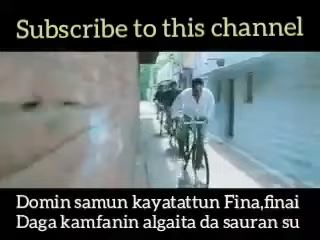 Subscribe to this channel
Domin samun kayatattun Fina,finai
Daga kamfanin algaita da sauran su